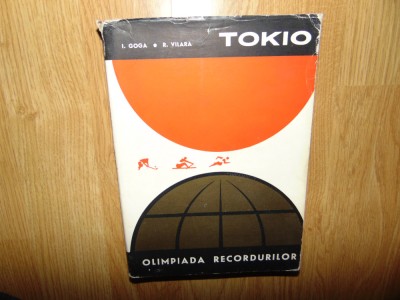 I. GOGA • R. VILARA TOKIO
OLIMPIADA RECORDURILOR